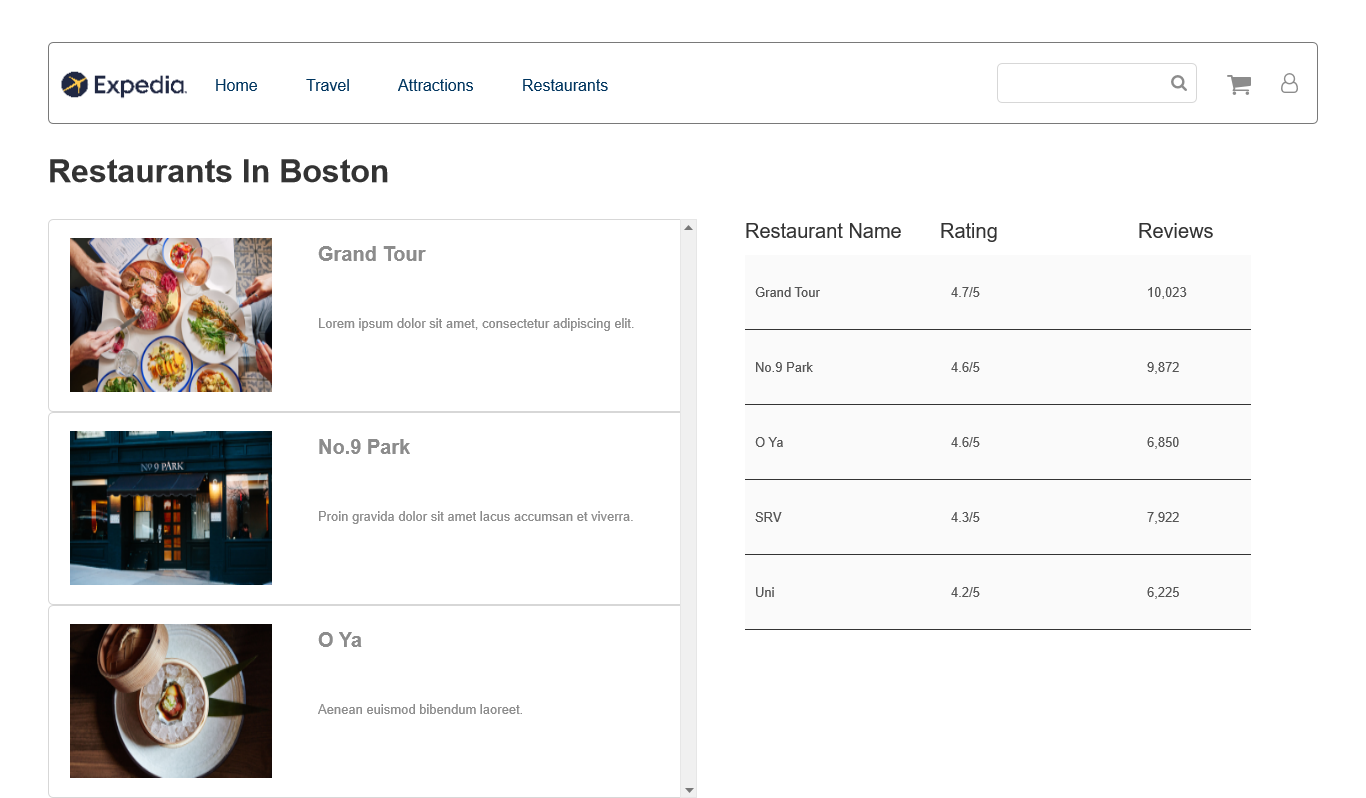 Expedia
Home
Travel
Attractions
Restaurants
Restaurants In Boston
Grand Tour
Lorem ipsum dolor sit amet, consectetur adipiscing elit.
No.9 Park
Nº 9 PARK
Proin gravida dolor sit amet lacus accumsan et viverra.
O Ya
Aenean euismod bibendum laoreet.
Restaurant Name Rating Reviews
Grand Tour 4.7/5 10,023
No.9 Park 4.6/5 9,872
O Ya 4.6/5 6,850
SRV 4.3/5 7,922
Uni 4.2/5 6,225